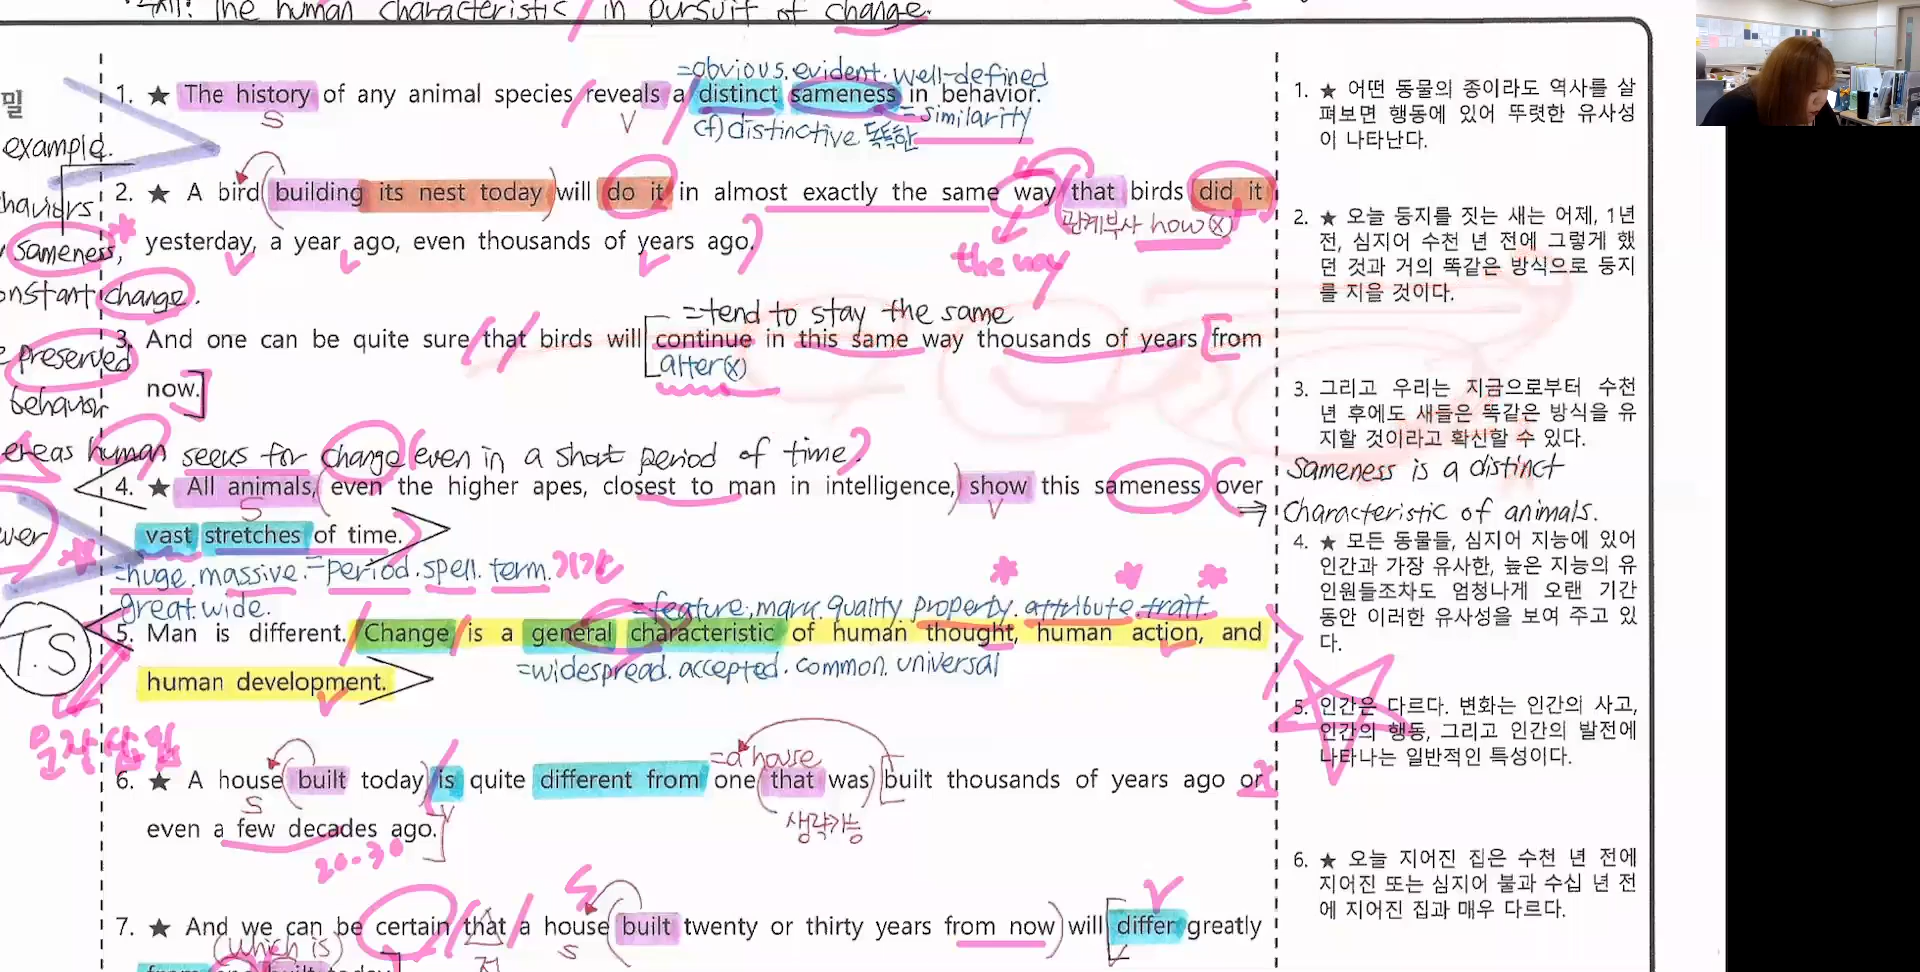 The human characteristic in pursuit of change.
밀
example.
haviors
sameness,
onstant change.
preserved
behavior
=obvious. evident. well-defined
1. ★ The history of any animal species reveals a distinct sameness in behavior.
S
V
=similarity
cf) distinctive 독특한
2. ★ A bird building its nest today will do it in almost exactly the same way that birds did it
관계부사 how(x)
yesterday, a year ago, even thousands of years ago.
the way
=tend to stay the same
3. And one can be quite sure that birds will continue in this same way thousands of years from
alter(x)
now.
ereas human seeks for change (even in a short period of time)
4. ★ All animals, even the higher apes, closest to man in intelligence, show this sameness over
S
V
vast stretches of time.
=huge. massive. =period. spell. term. 기간
great. wide.
=feature, mark. quality. property. attribute. trait.
T.S
5. Man is different. Change is a general characteristic of human thought, human action, and
=widespread. accepted. common. universal
human development.
문장삽입
=a house
6. ★ A house built today is quite different from one that was built thousands of years ago or
S
V
생략가능
even a few decades ago.
20-30
7. ★ And we can be certain that a house built twenty or thirty years from now will differ greatly
(which is)
S
from one built today
1. ★ 어떤 동물의 종이라도 역사를 살
펴보면 행동에 있어 뚜렷한 유사성
이 나타난다.
2. ★ 오늘 둥지를 짓는 새는 어제, 1년
전, 심지어 수천 년 전에 그렇게 했
던 것과 거의 똑같은 방식으로 둥지
를 지을 것이다.
3. 그리고 우리는 지금으로부터 수천
년 후에도 새들은 똑같은 방식을 유
지할 것이라고 확신할 수 있다.
Sameness is a distinct
Characteristic of animals.
4. ★ 모든 동물들, 심지어 지능에 있어
인간과 가장 유사한, 높은 지능의 유
인원들조차도 엄청나게 오랜 기간
동안 이러한 유사성을 보여 주고 있
다.
5. 인간은 다르다. 변화는 인간의 사고,
인간의 행동, 그리고 인간의 발전에
나타나는 일반적인 특성이다.
6. ★ 오늘 지어진 집은 수천 년 전에
지어진 또는 심지어 불과 수십 년 전
에 지어진 집과 매우 다르다.